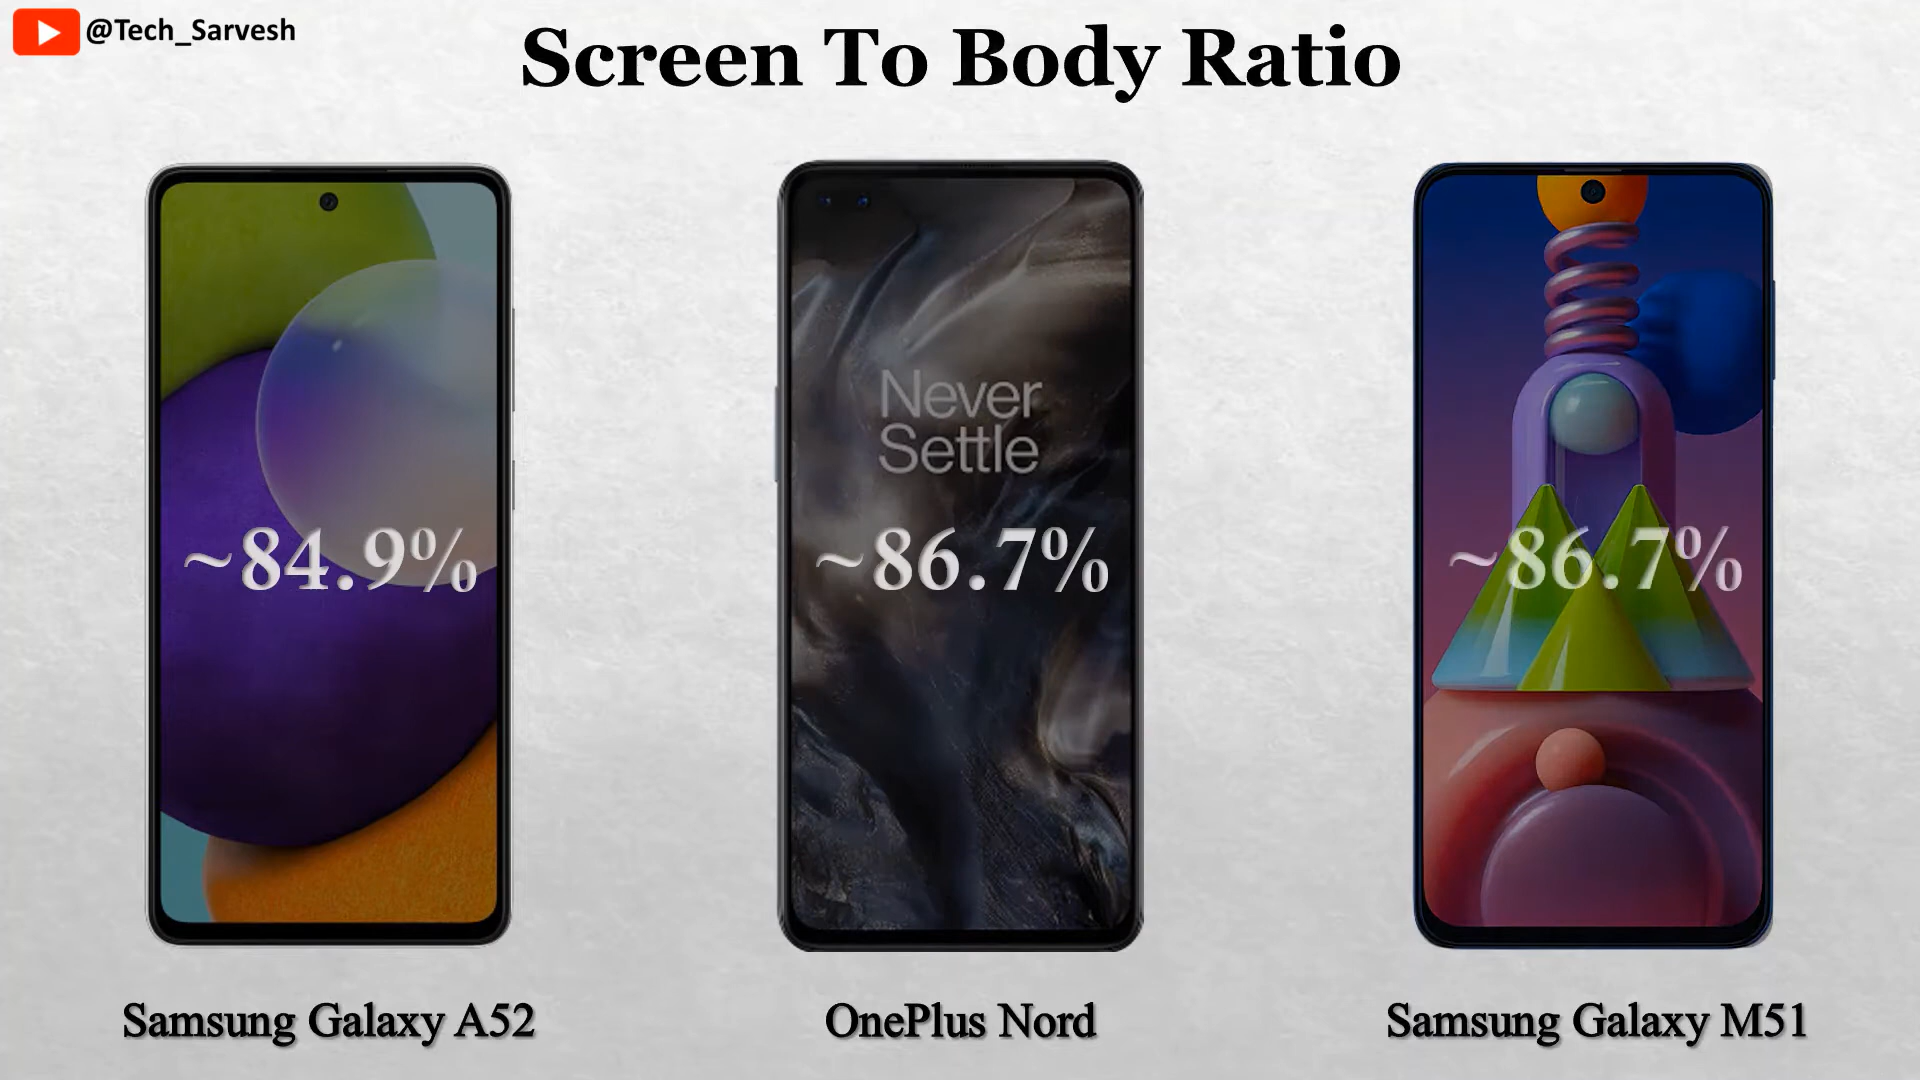 @Tech_Sarvesh
Screen To Body Ratio
Never
Settle
~84.9%
~86.7%
~86.7%
Samsung Galaxy A52
OnePlus Nord
Samsung Galaxy M51